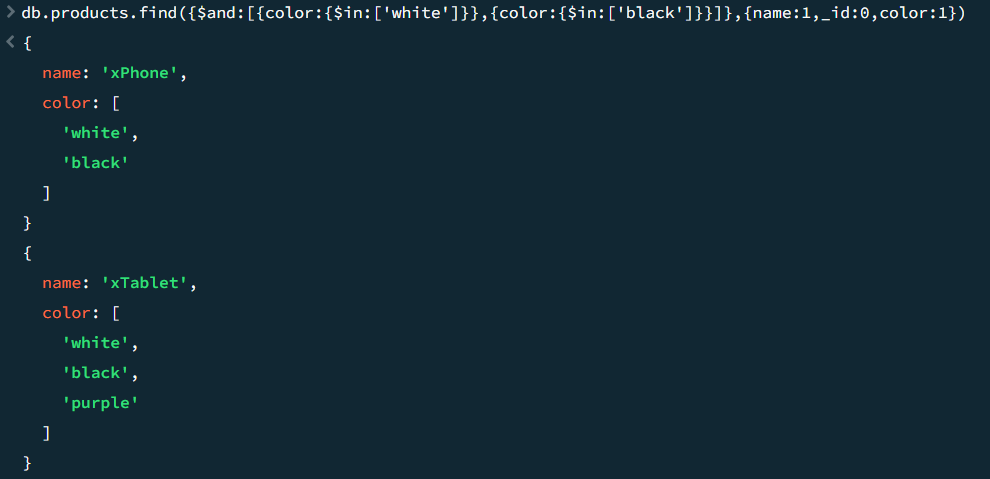 > db.products.find({$and:[{color:{$in:['white']}},{color:{$in:['black']}}]},{name:1,_id:0,color:1})
< {
name: 'xPhone',
color: [
'white',
'black'
]
}
{
name: 'xTablet',
color: [
'white',
'black',
'purple'
]
}